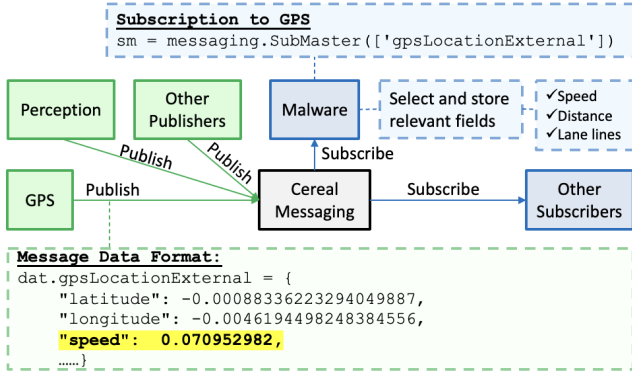 Subscription to GPS
sm = messaging.SubMaster(['gpsLocationExternal'])
Perception
Other
Publishers
Malware
Select and store
relevant fields
✓Speed
✓Distance
✓Lane lines
Publish
Publish
Subscribe
GPS
Publish
Cereal
Messaging
Subscribe
Other
Subscribers
Message Data Format:
dat.gpsLocationExternal = {
"latitude": -0.00088336223294049887,
"longitude": -0.0046194498248384556,
"speed": 0.070952982,
……}